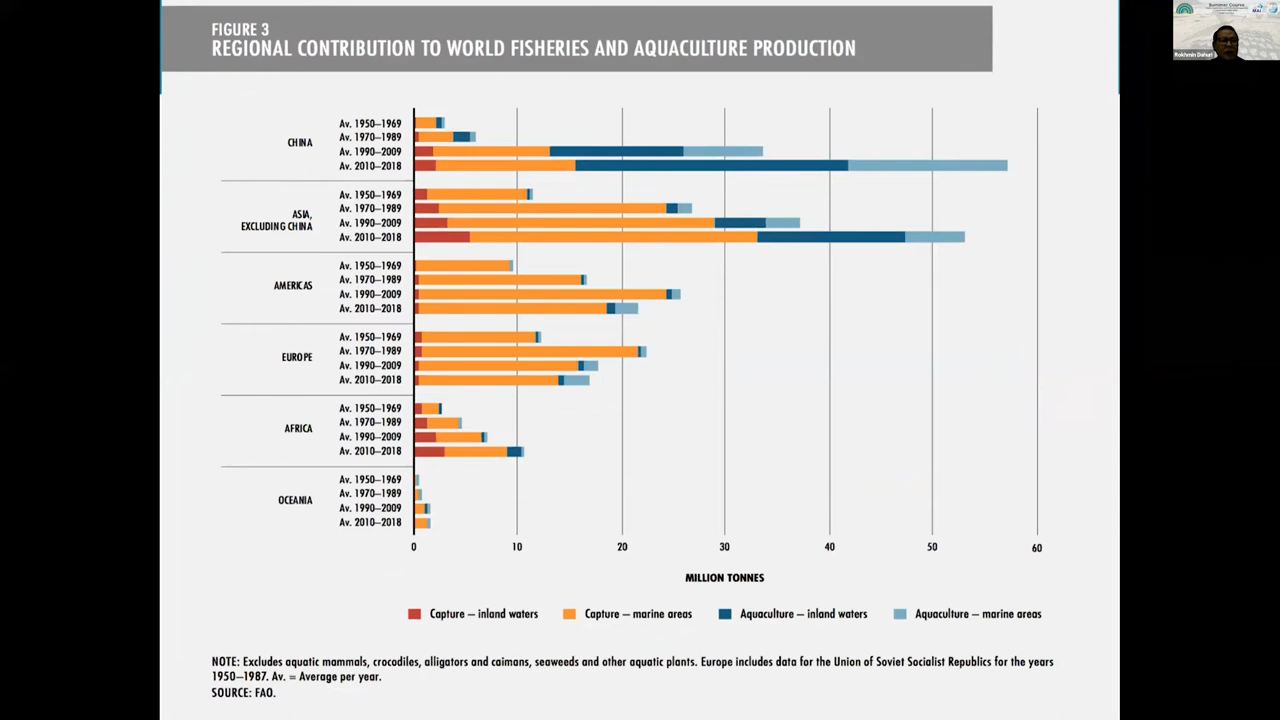 FIGURE 3
REGIONAL CONTRIBUTION TO WORLD FISHERIES AND AQUACULTURE PRODUCTION
Summer Course
Rokhmin Dahuri
CHINA
Av. 1950–1969
Av. 1970–1989
Av. 1990–2009
Av. 2010–2018
ASIA,
EXCLUDING CHINA
Av. 1950–1969
Av. 1970–1989
Av. 1990–2009
Av. 2010–2018
AMERICAS
Av. 1950–1969
Av. 1970–1989
Av. 1990–2009
Av. 2010–2018
EUROPE
Av. 1950–1969
Av. 1970–1989
Av. 1990–2009
Av. 2010–2018
AFRICA
Av. 1950–1969
Av. 1970–1989
Av. 1990–2009
Av. 2010–2018
OCEANIA
Av. 1950–1969
Av. 1970–1989
Av. 1990–2009
Av. 2010–2018
0 10 20 30 40 50 60
MILLION TONNES
Capture – inland waters Capture – marine areas Aquaculture – inland waters Aquaculture – marine areas
NOTE: Excludes aquatic mammals, crocodiles, alligators and caimans, seaweeds and other aquatic plants. Europe includes data for the Union of Soviet Socialist Republics for the years
1950–1987. Av. = Average per year.
SOURCE: FAO.